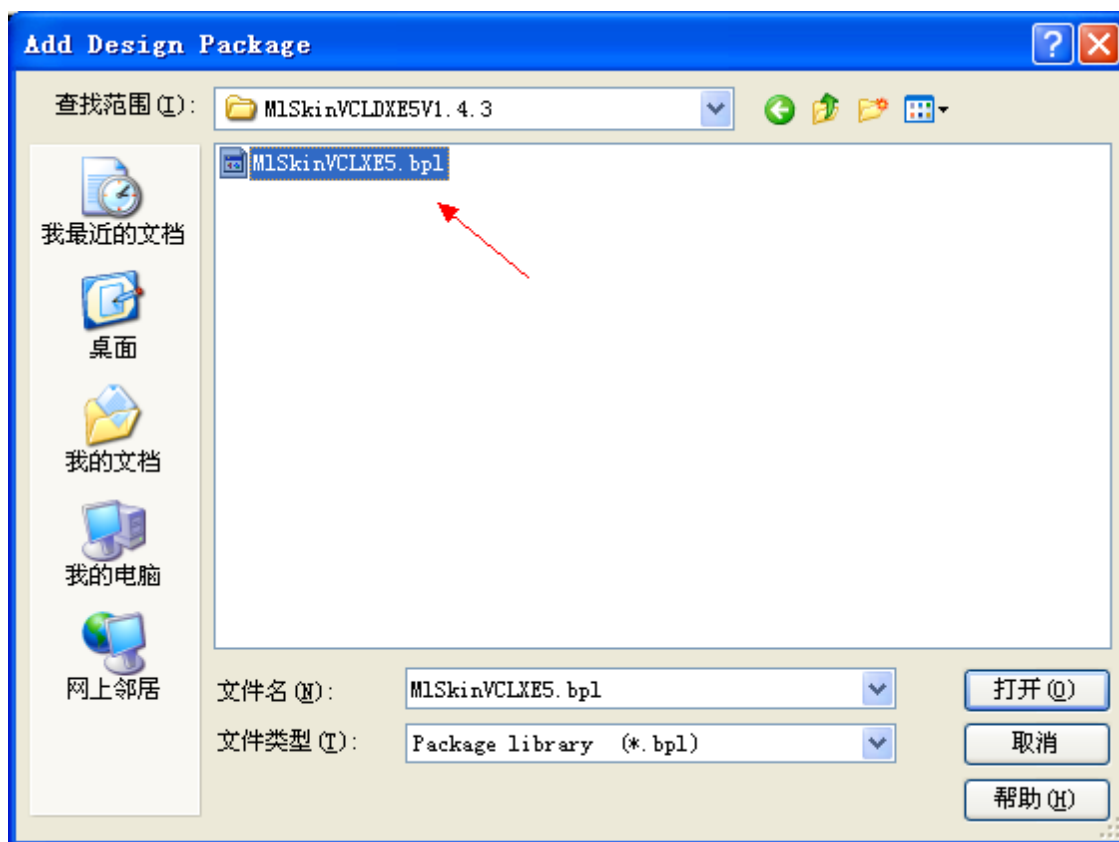 Add Design Package
查找范围(I):
MlSkinVCLDXE5V1.4.3
MlSkinVCLXE5.bpl
我最近的文档
桌面
我的文档
我的电脑
网上邻居
文件名(N):
MlSkinVCLXE5.bpl
打开(O)
文件类型(T):
Package library (*.bpl)
取消
帮助(H)